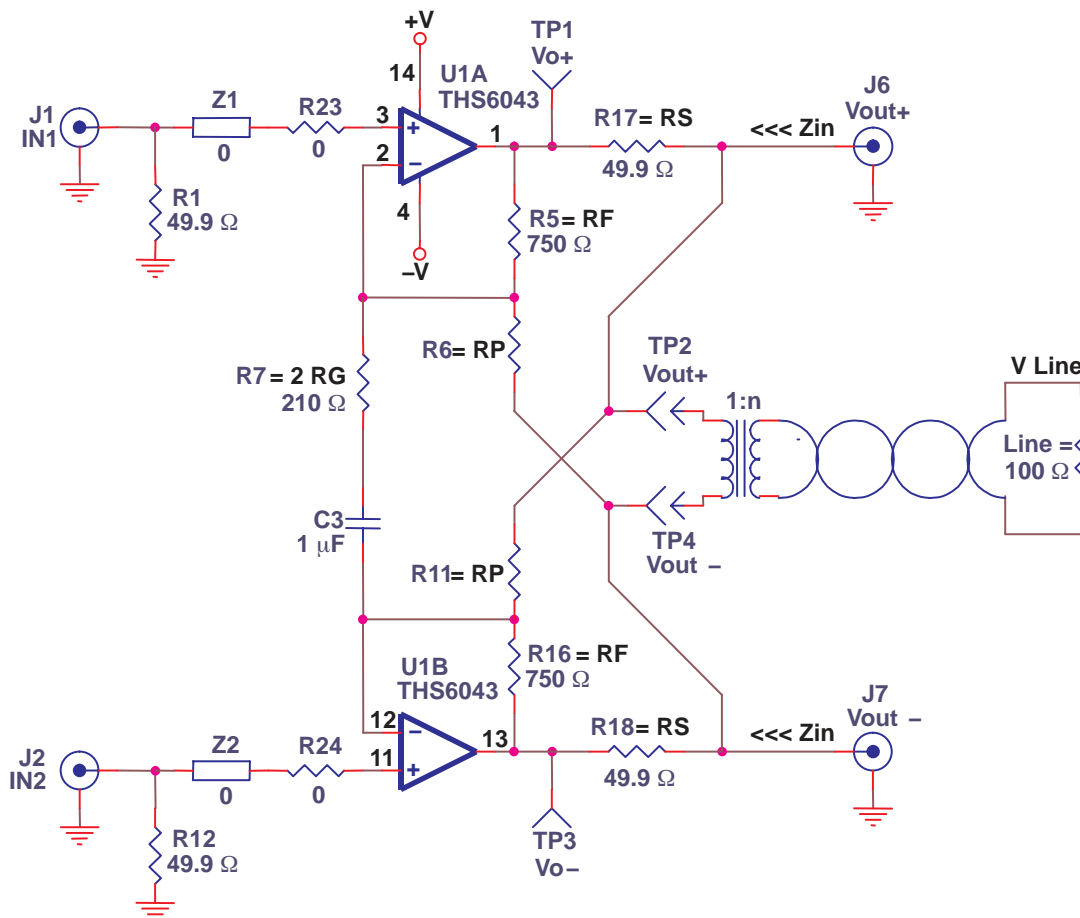 +V
TP1
Vo+
14
U1A
THS6043
J6
Vout+
J1
IN1
Z1
0
R23
0
3
+
2
−
1
R17= RS
49.9 Ω
<<< Zin
R1
49.9 Ω
4
–V
R5= RF
750 Ω
R6= RP
TP2
Vout+
V Line
R7= 2 RG
210 Ω
1:n
Line =
100 Ω
C3
1 μF
TP4
Vout –
R11= RP
U1B
THS6043
R16= RF
750 Ω
J7
Vout –
12
−
11
+
13
R18= RS
49.9 Ω
<<< Zin
J2
IN2
Z2
0
R24
0
R12
49.9 Ω
TP3
Vo–